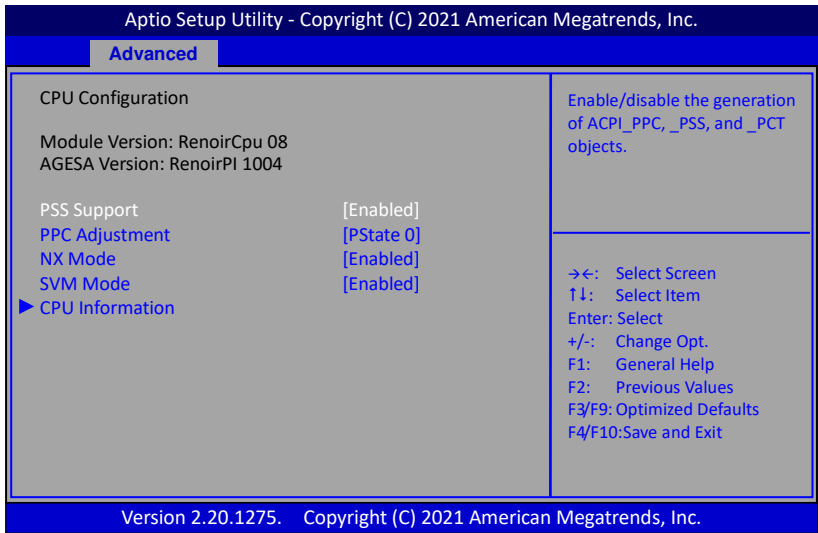 Aptio Setup Utility - Copyright (C) 2021 American Megatrends, Inc.
Advanced
CPU Configuration
Module Version: RenoirCpu 08
AGESA Version: RenoirPI 1004
PSS Support [Enabled]
PPC Adjustment [PState 0]
NX Mode [Enabled]
SVM Mode [Enabled]
▶ CPU Information
Enable/disable the generation
of ACPI_PPC, _PSS, and _PCT
objects.
→←: Select Screen
↑↓: Select Item
Enter: Select
+/-: Change Opt.
F1: General Help
F2: Previous Values
F3/F9: Optimized Defaults
F4/F10:Save and Exit
Version 2.20.1275. Copyright (C) 2021 American Megatrends, Inc.